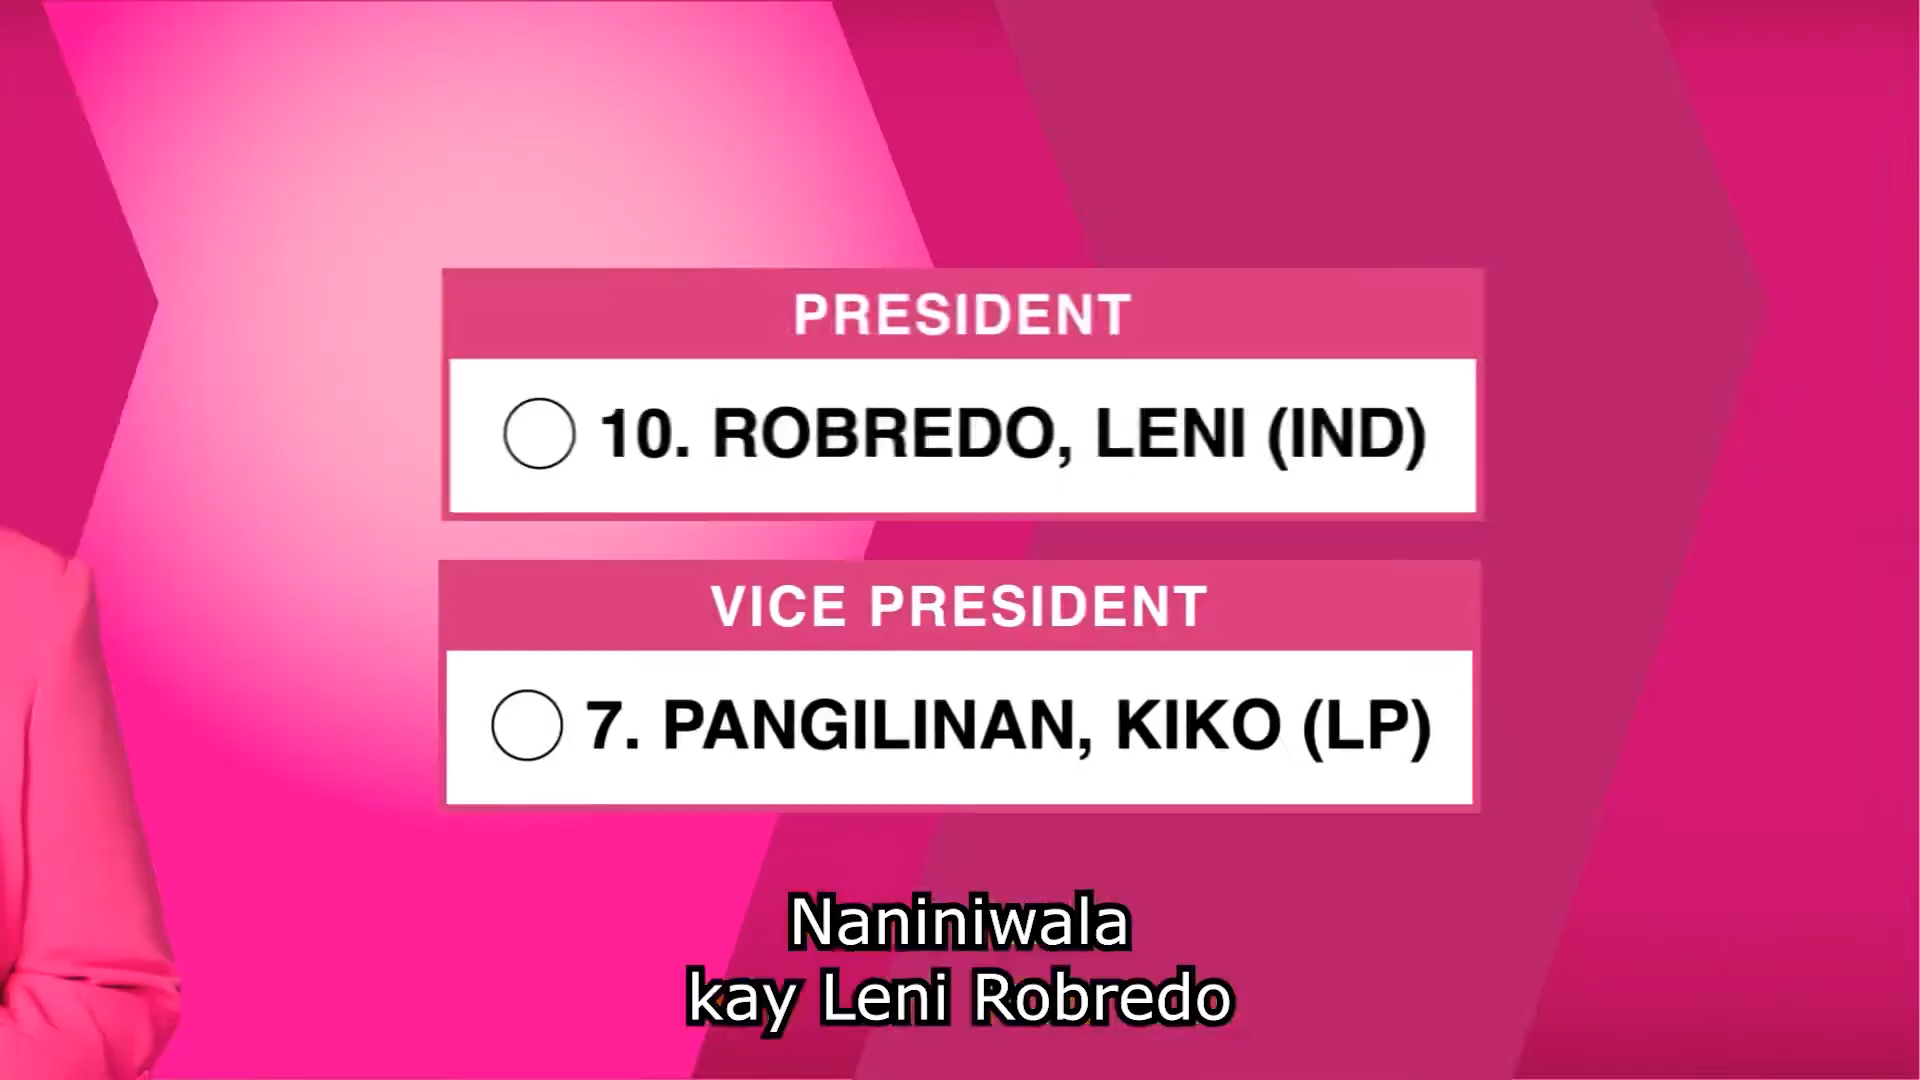 PRESIDENT
10. ROBREDO, LENI (IND)
VICE PRESIDENT
7. PANGILINAN, KIKO (LP)
Naniniwala
kay Leni Robredo